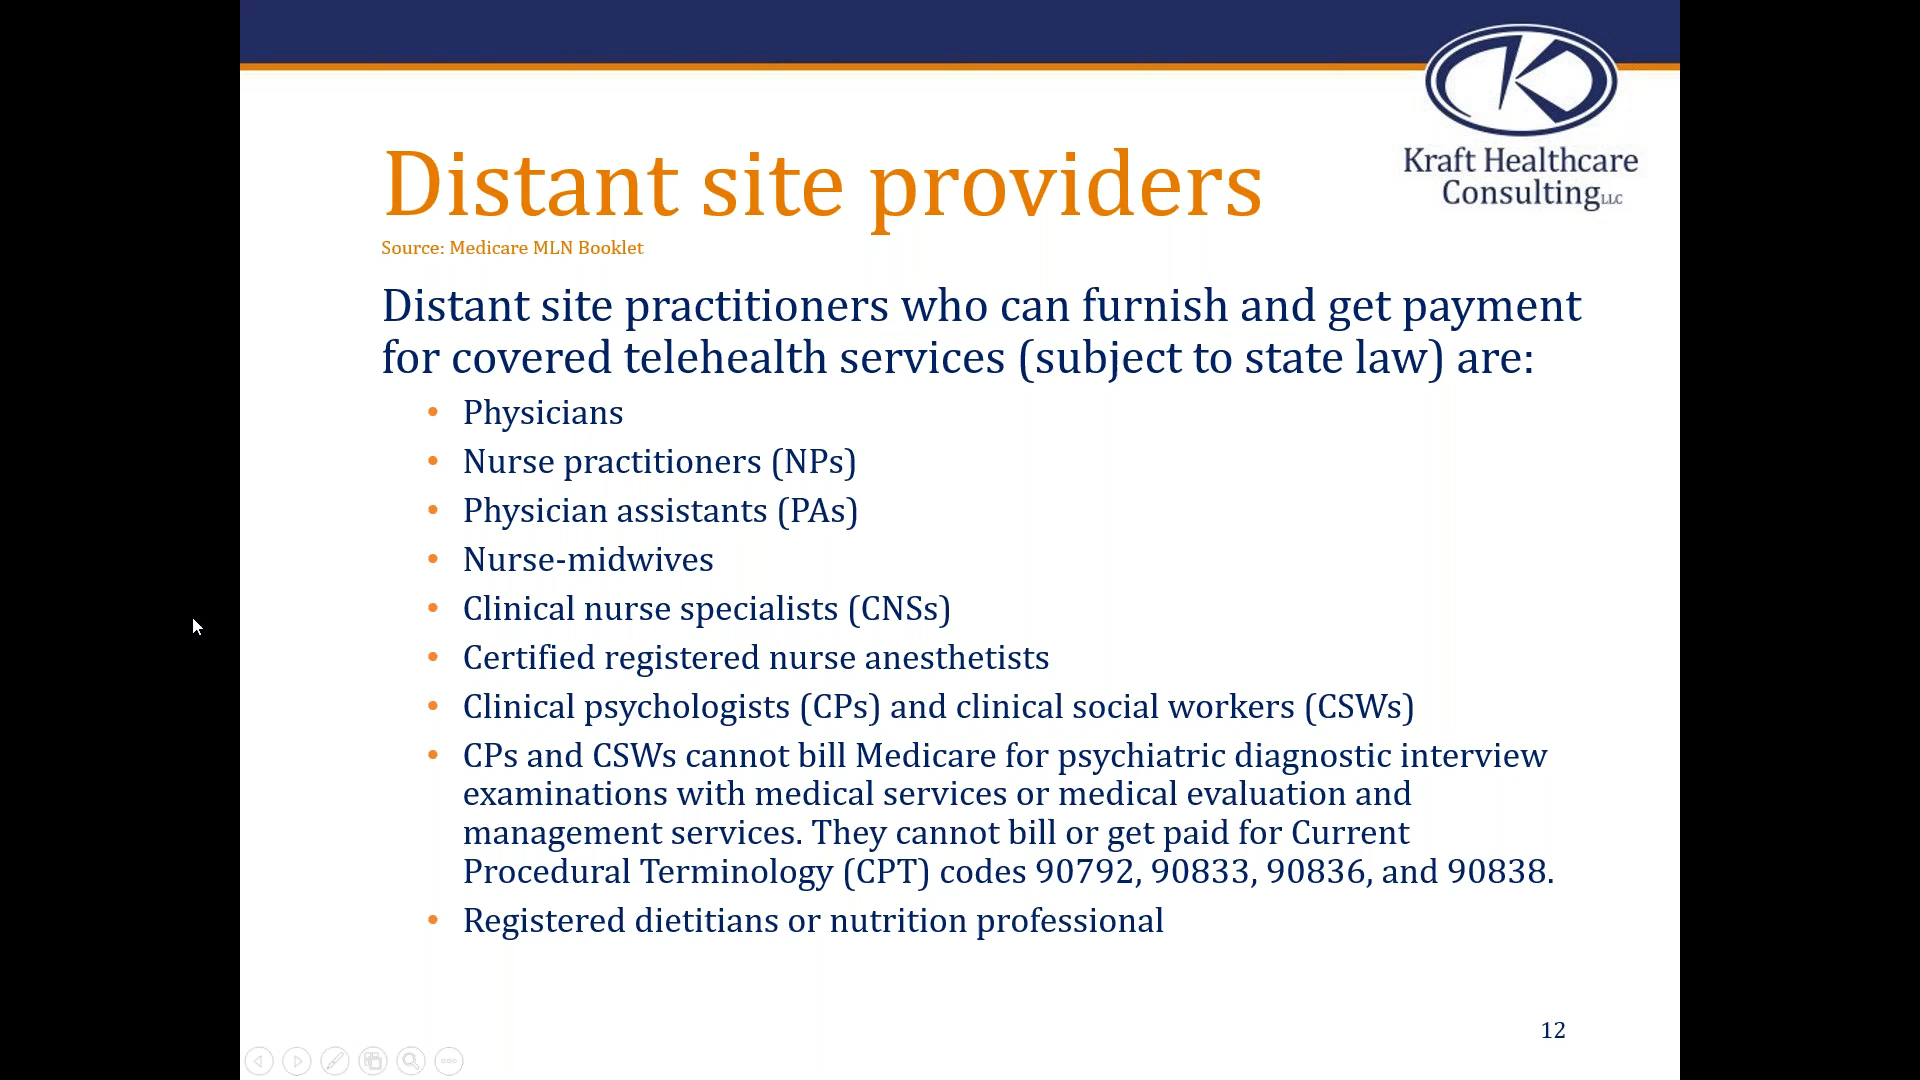 Kraft Healthcare
Consulting LLC
Distant site providers
Source: Medicare MLN Booklet
Distant site practitioners who can furnish and get payment
for covered telehealth services (subject to state law) are:
• Physicians
• Nurse practitioners (NPs)
• Physician assistants (PAs)
• Nurse-midwives
• Clinical nurse specialists (CNSs)
• Certified registered nurse anesthetists
• Clinical psychologists (CPs) and clinical social workers (CSWs)
• CPs and CSWs cannot bill Medicare for psychiatric diagnostic interview
examinations with medical services or medical evaluation and
management services. They cannot bill or get paid for Current
Procedural Terminology (CPT) codes 90792, 90833, 90836, and 90838.
• Registered dietitians or nutrition professional
12